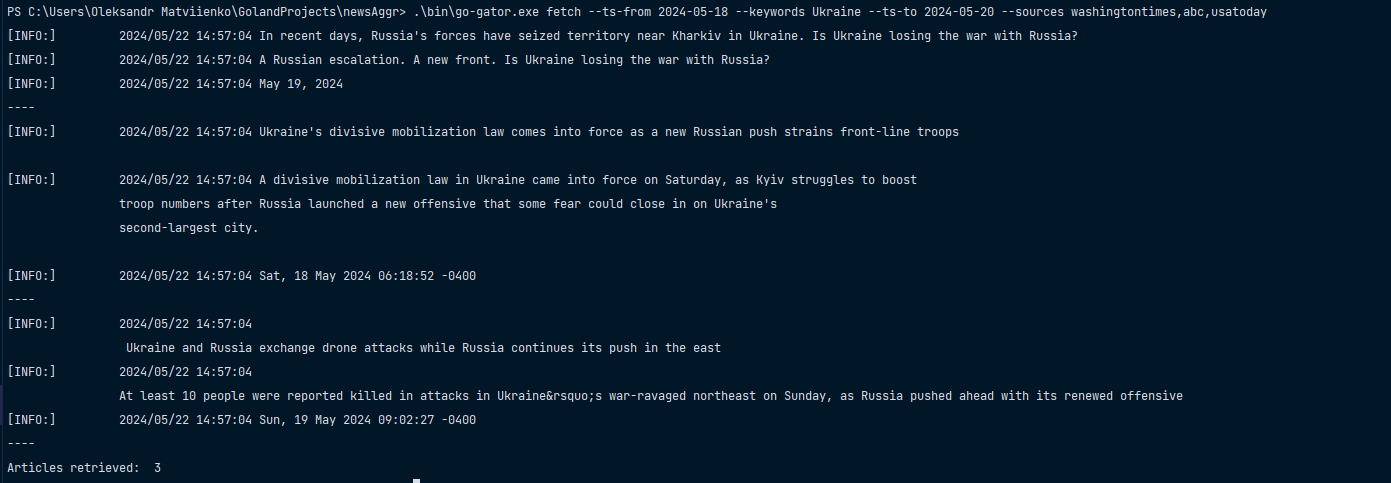 PS C:\Users\Oleksandr Matviienko\GolandProjects\newsAggr> .\bin\go-gator.exe fetch --ts-from 2024-05-18 --keywords Ukraine --ts-to 2024-05-20 --sources washingtontimes,abc,usatoday
[INFO:] 2024/05/22 14:57:04 In recent days, Russia's forces have seized territory near Kharkiv in Ukraine. Is Ukraine losing the war with Russia?
[INFO:] 2024/05/22 14:57:04 A Russian escalation. A new front. Is Ukraine losing the war with Russia?
[INFO:] 2024/05/22 14:57:04 May 19, 2024
----
[INFO:] 2024/05/22 14:57:04 Ukraine's divisive mobilization law comes into force as a new Russian push strains front-line troops
[INFO:] 2024/05/22 14:57:04 A divisive mobilization law in Ukraine came into force on Saturday, as Kyiv struggles to boost
troop numbers after Russia launched a new offensive that some fear could close in on Ukraine's
second-largest city.
[INFO:] 2024/05/22 14:57:04 Sat, 18 May 2024 06:18:52 -0400
----
[INFO:] 2024/05/22 14:57:04
Ukraine and Russia exchange drone attacks while Russia continues its push in the east
[INFO:] 2024/05/22 14:57:04
At least 10 people were reported killed in attacks in Ukraine&rsquo;s war-ravaged northeast on Sunday, as Russia pushed ahead with its renewed offensive
[INFO:] 2024/05/22 14:57:04 Sun, 19 May 2024 09:02:27 -0400
----
Articles retrieved:  3